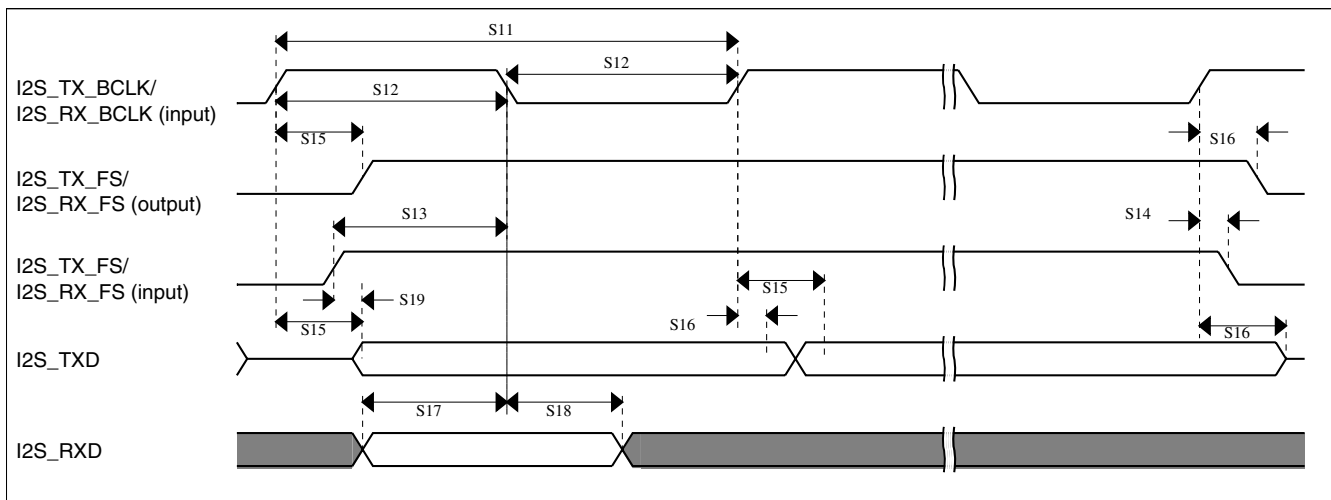 S11
S12
I2S_TX_BCLK/
I2S_RX_BCLK (input)
S12
S15
S16
I2S_TX_FS/
I2S_RX_FS (output)
S13
S14
I2S_TX_FS/
I2S_RX_FS (input)
S15
S19
S15
S16
S16
I2S_TXD
S17
S18
I2S_RXD